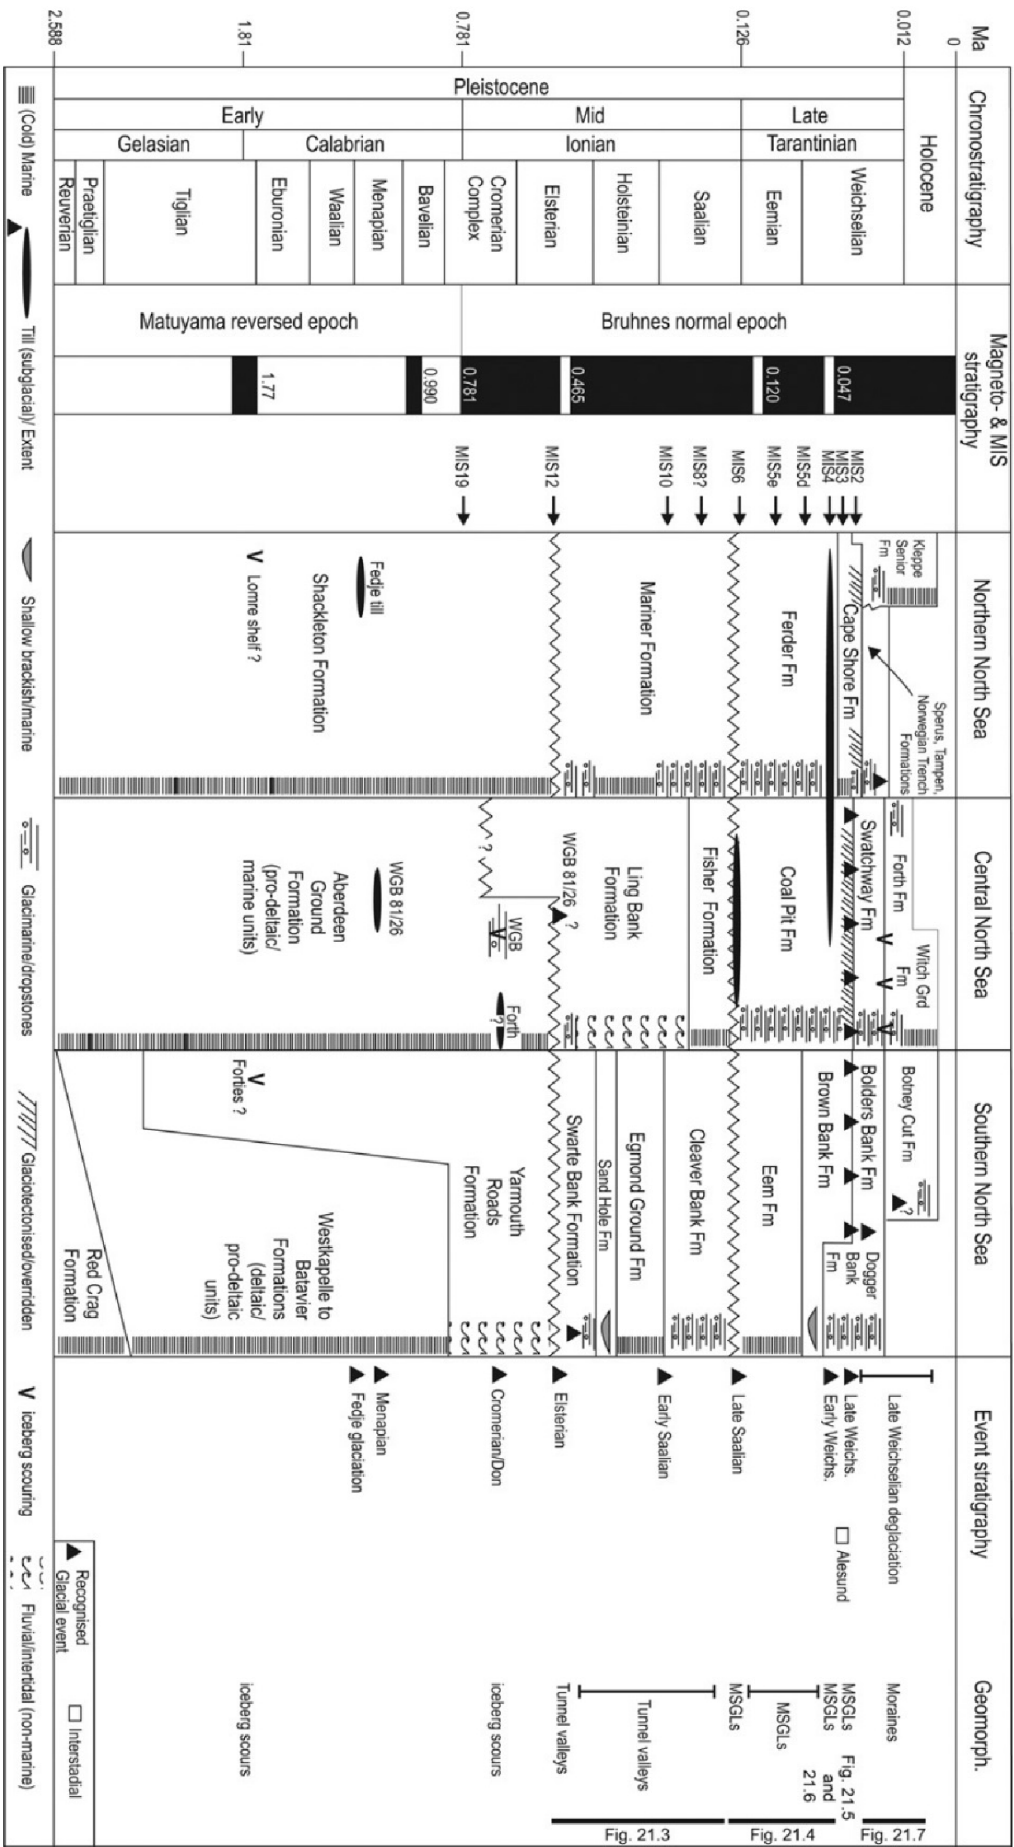 Ma
Chronostratigraphy
Magneto- & MIS
stratigraphy
Northern North Sea
Central North Sea
Southern North Sea
Event stratigraphy
Geomorph.
0
0.012
0.126
0.781
1.81
2.588
Holocene
Pleistocene
Late
Mid
Early
Tarantinian
Ionian
Calabrian
Gelasian
Weichselian
Eemian
Saalian
Holsteinian
Elsterian
Cromerian
Complex
Bavelian
Menapian
Waalian
Eburonian
Tiglian
Praetiglian
Reuverian
Bruhnes normal epoch
Matuyama reversed epoch
0.047
0.120
0.465
0.781
0.990
1.77
MIS2
MIS3
MIS4
MIS5d
MIS5e
MIS6
MIS8?
MIS10
MIS12
MIS19
Kleppe
Senior
Fm
Sperus, Tampen,
Norwegian Trench
Formations
Cape Shore Fm
Ferder Fm
Mariner Formation
Fedje till
Shackleton Formation
V Lomre shelf ?
Witch Grd
Fm
Forth Fm
V
V
V
Swatchway Fm
Coal Pit Fm
Fisher Formation
Ling Bank
Formation
WGB 81/26
?
?
WGB
V
Forth
?
WGB 81/26
Aberdeen
Ground
Formation
(pro-deltaic/
marine units)
Botney Cut Fm
?
Bolders Bank Fm
Dogger
Bank
Fm
Brown Bank Fm
Eem Fm
Cleaver Bank Fm
Egmond Ground Fm
Sand Hole Fm
Swarte Bank Formation
Yarmouth
Roads
Formation
V
Forties ?
Westkapelle to
Batavier
Formations
(deltaic/
pro-deltaic
units)
Red Crag
Formation
Late Weichselian deglaciation
Late Weichs.
Early Weichs.
Alesund
Late Saalian
Early Saalian
Elsterian
Cromerian/Don
Menapian
Fedje glaciation
Moraines
MSGLs
MSGLs
MSGLs
MSGLs
Tunnel valleys
Tunnel valleys
iceberg scours
iceberg scours
Fig. 21.5
and
21.6
Fig. 21.7
Fig. 21.4
Fig. 21.3
Recognised
Glacial event
Interstadial
(Cold) Marine
Till (subglacial)/ Extent
Shallow brackish/marine
Glacimarine/dropstones
Glaciotectonised/overridden
V iceberg scouring
Fluvial/intertidal (non-marine)